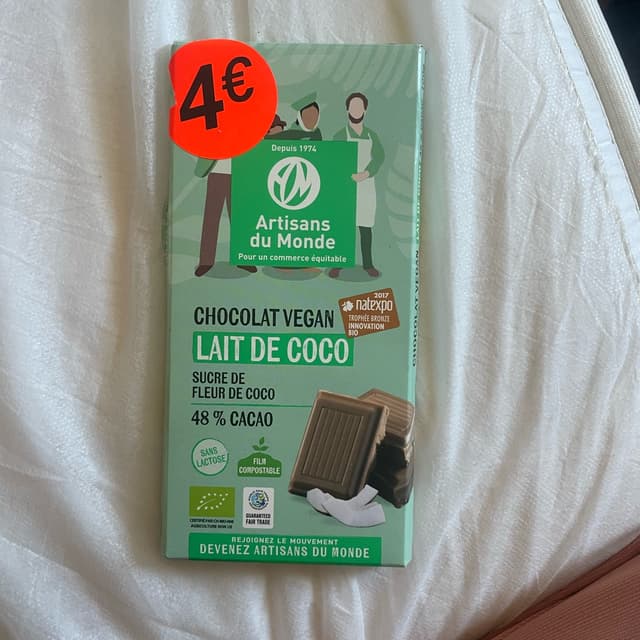 4€
Depuis 1974
Artisans
du Monde
Pour un commerce équitable
CHOCOLAT VEGAN
LAIT DE COCO
2017
natexpo
TROPHÉE BRONZE
INNOVATION
BIO
SUCRE DE
FLEUR DE COCO
48 % CACAO
SANS
LACTOSE
FILM
COMPOSTABLE
GUARANTEED
FAIR TRADE
REJOIGNEZ LE MOUVEMENT
DEVENEZ ARTISANS DU MONDE
CHOCOLAT VEGAN